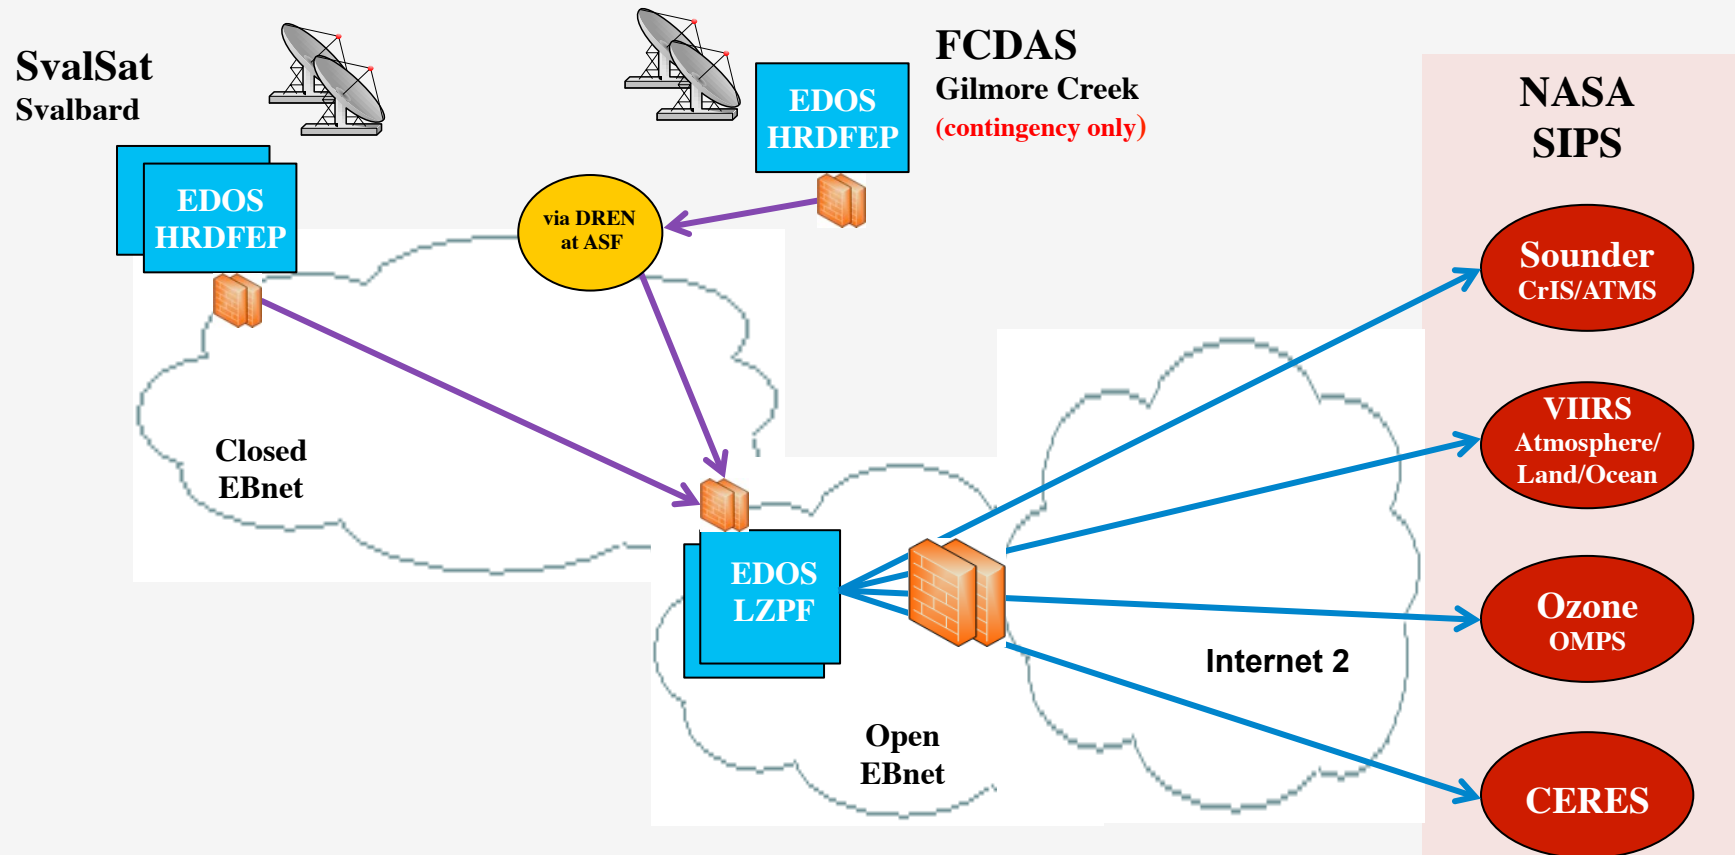 SvalSat
Svalbard
EDOS
HRDFEP
FCDAS
Gilmore Creek
(contingency only)
EDOS
HRDFEP
via DREN
at ASF
Closed
EBnet
EDOS
LZPF
Open
EBnet
Internet 2
NASA
SIPS
Sounder
CrIS/ATMS
VIIRS
Atmosphere/
Land/Ocean
Ozone
OMPS
CERES